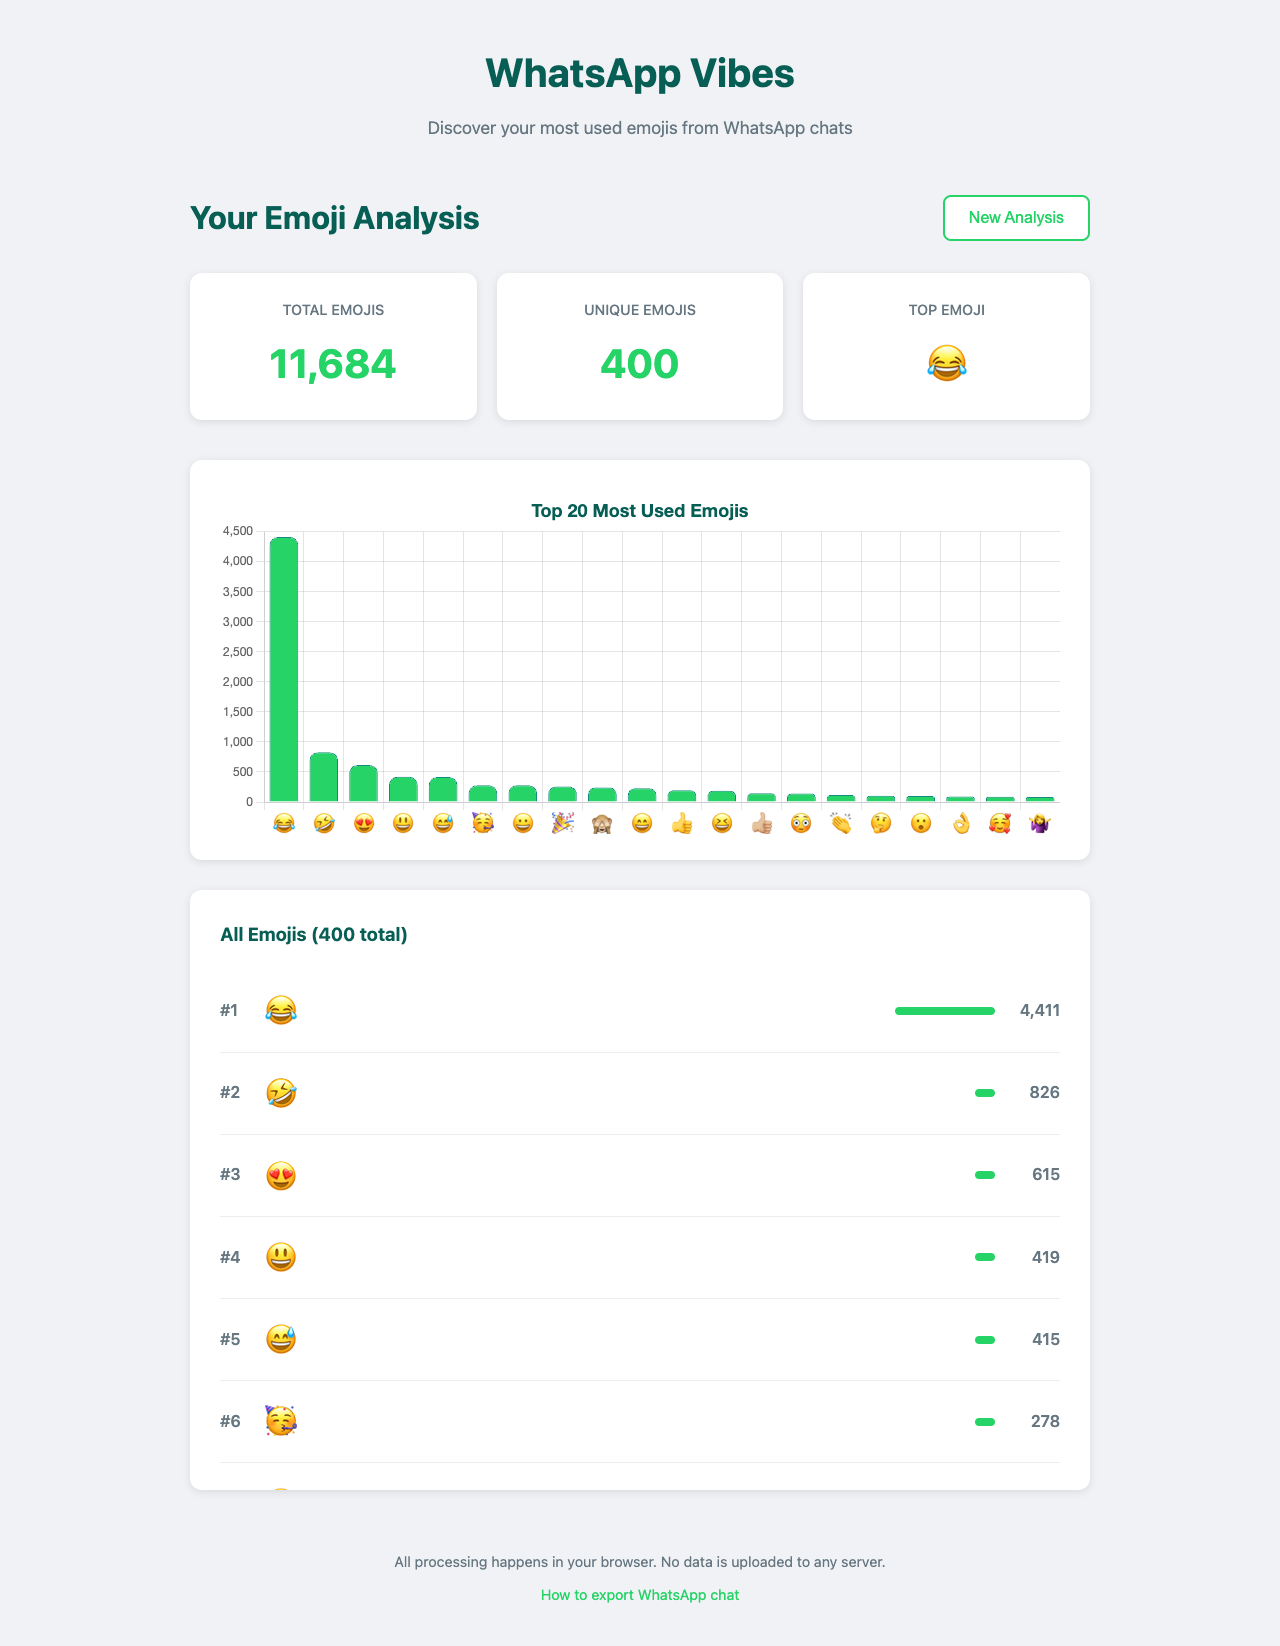 WhatsApp Vibes
Discover your most used emojis from WhatsApp chats
Your Emoji Analysis
New Analysis
TOTAL EMOJIS
11,684
UNIQUE EMOJIS
400
TOP EMOJI
😂
Top 20 Most Used Emojis
4,500
4,000
3,500
3,000
2,500
2,000
1,500
1,000
500
0
😂 🤣 😍 😃 😅 🥳 😀 🎉 🙈 😄 👍 😆 👍🏼 😳 👏 🤔 😮 👌 🥰 🤷‍♀️
All Emojis (400 total)
#1 😂 4,411
#2 🤣 826
#3 😍 615
#4 😃 419
#5 😅 415
#6 🥳 278
All processing happens in your browser. No data is uploaded to any server.
How to export WhatsApp chat